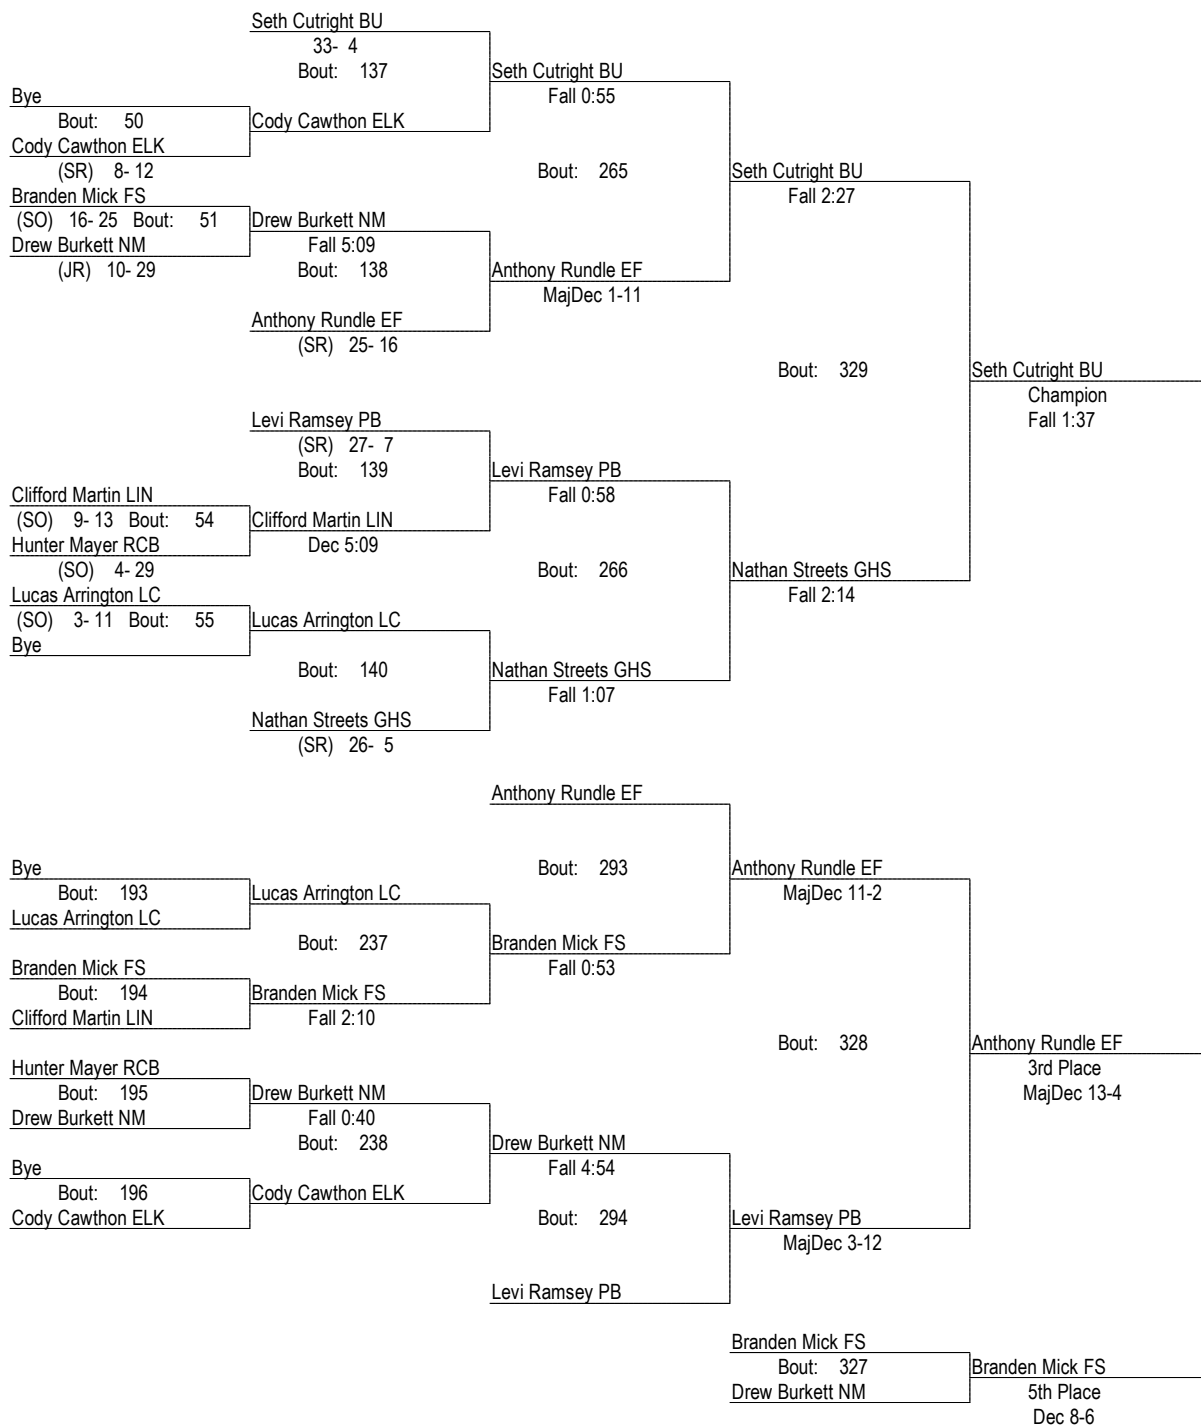 Seth Cutright BU
33- 4
Bout: 137
Seth Cutright BU
Fall 0:55
Bye
Bout: 50
Cody Cawthon ELK
Cody Cawthon ELK
(SR) 8- 12
Bout: 265
Seth Cutright BU
Fall 2:27
Branden Mick FS
(SO) 16- 25 Bout: 51
Drew Burkett NM
Drew Burkett NM
Fall 5:09
(JR) 10- 29
Bout: 138
Anthony Rundle EF
MajDec 1-11
Anthony Rundle EF
(SR) 25- 16
Bout: 329
Seth Cutright BU
Champion
Fall 1:37
Levi Ramsey PB
(SR) 27- 7
Bout: 139
Levi Ramsey PB
Fall 0:58
Clifford Martin LIN
(SO) 9- 13 Bout: 54
Clifford Martin LIN
Hunter Mayer RCB
Dec 5:09
(SO) 4- 29
Bout: 266
Nathan Streets GHS
Fall 2:14
Lucas Arrington LC
(SO) 3- 11 Bout: 55
Lucas Arrington LC
Bye
Bout: 140
Nathan Streets GHS
Fall 1:07
Nathan Streets GHS
(SR) 26- 5
Anthony Rundle EF
Bout: 293
Anthony Rundle EF
MajDec 11-2
Bye
Bout: 193
Lucas Arrington LC
Lucas Arrington LC
Bout: 237
Branden Mick FS
Fall 0:53
Branden Mick FS
Bout: 194
Branden Mick FS
Clifford Martin LIN
Fall 2:10
Bout: 328
Anthony Rundle EF
3rd Place
MajDec 13-4
Hunter Mayer RCB
Bout: 195
Drew Burkett NM
Drew Burkett NM
Fall 0:40
Bout: 238
Drew Burkett NM
Fall 4:54
Bye
Bout: 196
Cody Cawthon ELK
Cody Cawthon ELK
Bout: 294
Levi Ramsey PB
MajDec 3-12
Levi Ramsey PB
Branden Mick FS
Bout: 327
Branden Mick FS
Drew Burkett NM
5th Place
Dec 8-6